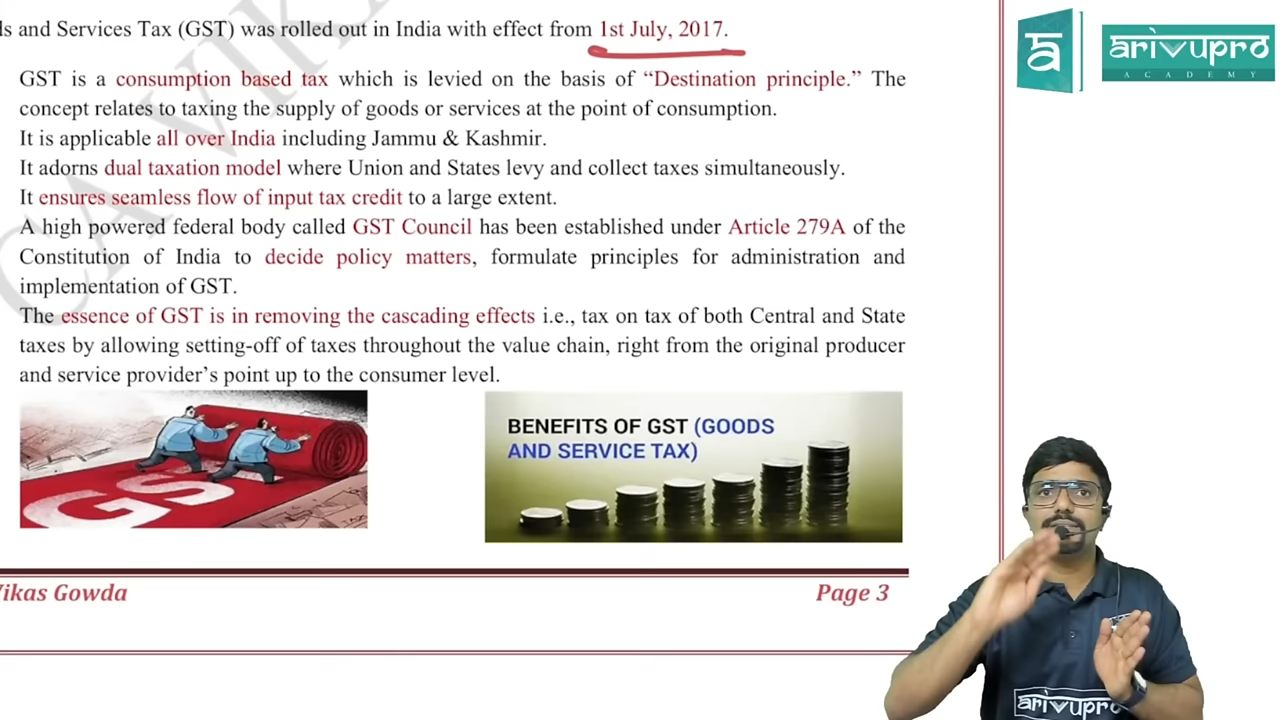 ds and Services Tax (GST) was rolled out in India with effect from 1st July, 2017.
GST is a consumption based tax which is levied on the basis of “Destination principle.” The
concept relates to taxing the supply of goods or services at the point of consumption.
It is applicable all over India including Jammu & Kashmir.
It adorns dual taxation model where Union and States levy and collect taxes simultaneously.
It ensures seamless flow of input tax credit to a large extent.
A high powered federal body called GST Council has been established under Article 279A of the
Constitution of India to decide policy matters, formulate principles for administration and
implementation of GST.
The essence of GST is in removing the cascading effects i.e., tax on tax of both Central and State
taxes by allowing setting-off of taxes throughout the value chain, right from the original producer
and service provider’s point up to the consumer level.
GST
BENEFITS OF GST (GOODS
AND SERVICE TAX)
Vikas Gowda
Page 3
CA VIKA
ā
arivupro
ACADEMY
arivupro